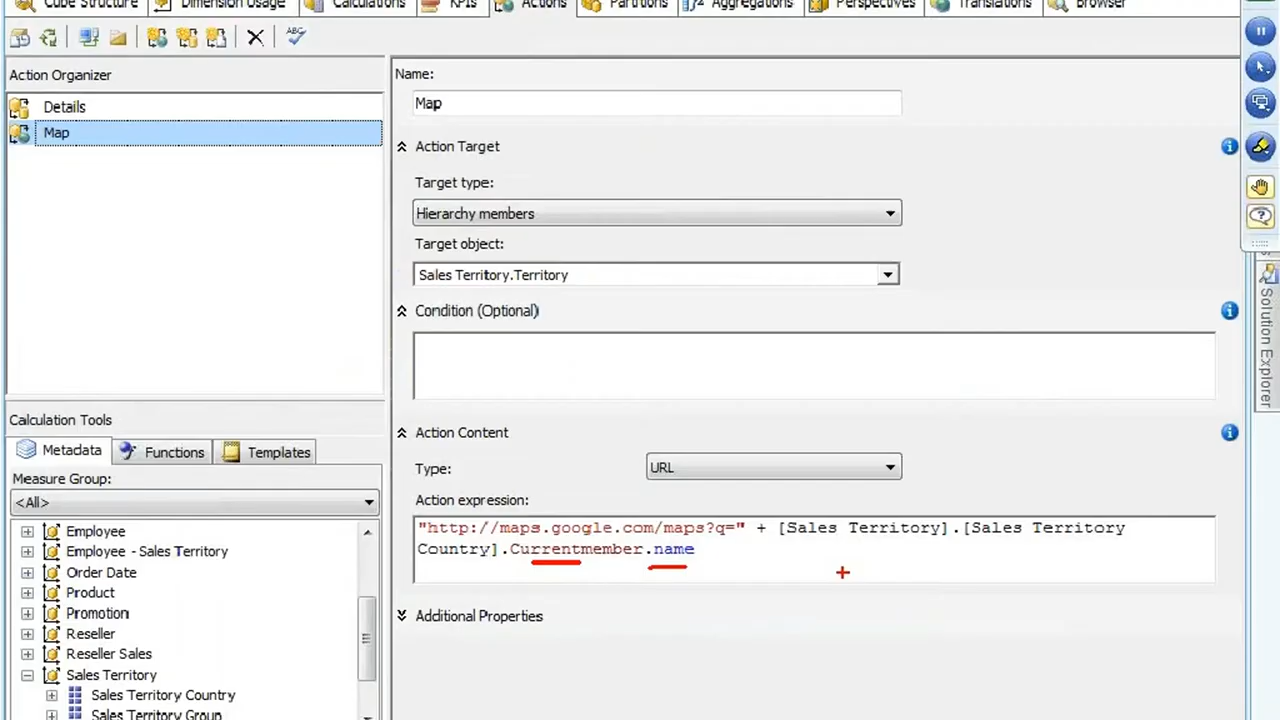 Cube Structure Dimension Usage Calculations KPIs Actions Partitions Aggregations Perspectives Translations Browser
Action Organizer
Details
Map
Name:
Map
Action Target
Target type:
Hierarchy members
Target object:
Sales Territory.Territory
Condition (Optional)
Action Content
Type:
URL
Action expression:
"http://maps.google.com/maps?q=" + [Sales Territory].[Sales Territory
Country].Currentmember.name
Additional Properties
Calculation Tools
Metadata Functions Templates
Measure Group:
<All>
Employee
Employee - Sales Territory
Order Date
Product
Promotion
Reseller
Reseller Sales
Sales Territory
Sales Territory Country
Sales Territory Group
Solution Explorer